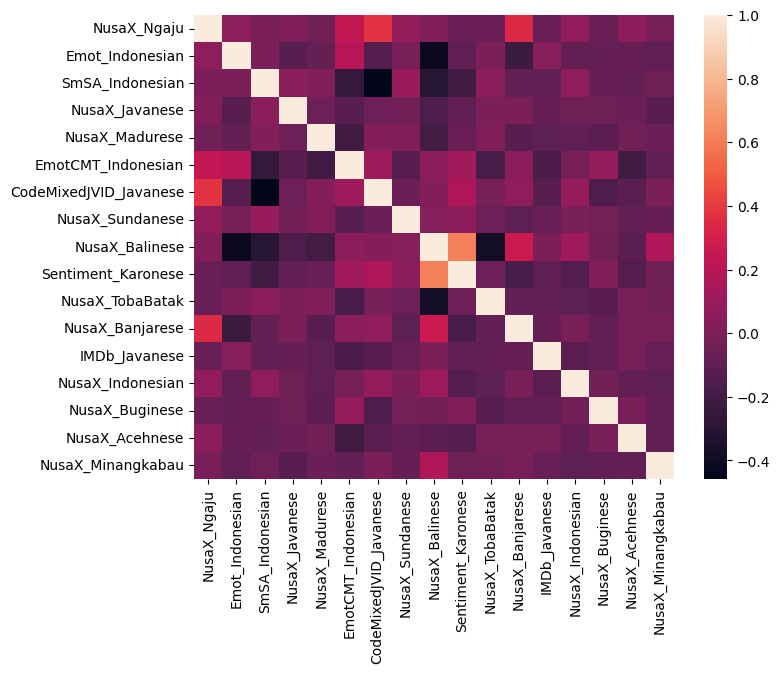 NusaX_Ngaju
Emot_Indonesian
SmSA_Indonesian
NusaX_Javanese
NusaX_Madurese
EmotCMT_Indonesian
CodeMixedJVID_Javanese
NusaX_Sundanese
NusaX_Balinese
Sentiment_Karonese
NusaX_TobaBatak
NusaX_Banjarese
IMDb_Javanese
NusaX_Indonesian
NusaX_Buginese
NusaX_Acehnese
NusaX_Minangkabau
NusaX_Ngaju
Emot_Indonesian
SmSA_Indonesian
NusaX_Javanese
NusaX_Madurese
EmotCMT_Indonesian
CodeMixedJVID_Javanese
NusaX_Sundanese
NusaX_Balinese
Sentiment_Karonese
NusaX_TobaBatak
NusaX_Banjarese
IMDb_Javanese
NusaX_Indonesian
NusaX_Buginese
NusaX_Acehnese
NusaX_Minangkabau
1.0
0.8
0.6
0.4
0.2
0.0
−0.2
−0.4